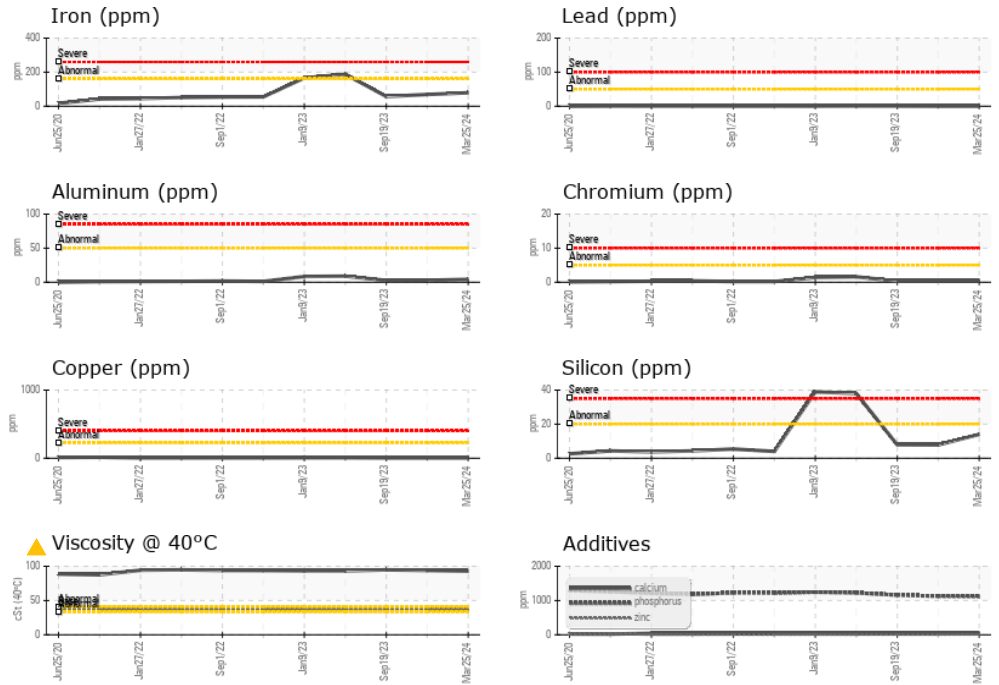 Iron (ppm)
400
Severe
Abnormal
200
0
ppm
Jun25/20
Jan27/22
Sep1/22
Jan9/23
Sep19/23
Mar25/24
Lead (ppm)
200
Severe
100
Abnormal
0
ppm
Jun25/20
Jan27/22
Sep1/22
Jan9/23
Sep19/23
Mar25/24
Aluminum (ppm)
100
Severe
50
Abnormal
0
ppm
Jun25/20
Jan27/22
Sep1/22
Jan9/23
Sep19/23
Mar25/24
Chromium (ppm)
20
Severe
10
Abnormal
0
ppm
Jun25/20
Jan27/22
Sep1/22
Jan9/23
Sep19/23
Mar25/24
Copper (ppm)
1000
Severe
Abnormal
0
ppm
Jun25/20
Jan27/22
Sep1/22
Jan9/23
Sep19/23
Mar25/24
Silicon (ppm)
40
Severe
Abnormal
20
0
ppm
Jun25/20
Jan27/22
Sep1/22
Jan9/23
Sep19/23
Mar25/24
Viscosity @ 40°C
100
50
Abnormal
Abnormal
0
cSt (40°C)
Jun25/20
Jan27/22
Sep1/22
Jan9/23
Sep19/23
Mar25/24
Additives
2000
1000
0
ppm
calcium
phosphorus
zinc
Jun25/20
Jan27/22
Sep1/22
Jan9/23
Sep19/23
Mar25/24